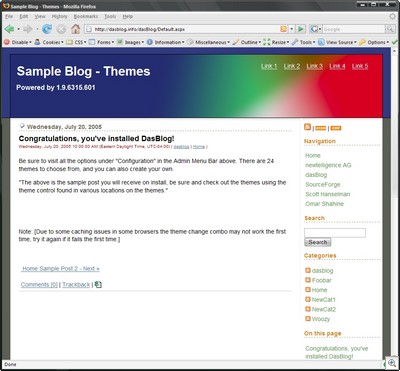 Sample Blog - Themes - Mozilla Firefox
File Edit View History Bookmarks Tools Help
http://dasblog.info/dasBlog/Default.aspx
Google
Disable Cookies CSS Forms Images Information Miscellaneous Outline Resize Tools View Source Options
Sample Blog - Themes
Link 1 Link 2 Link 3 Link 4 Link 5
Powered by 1.9.6315.601
Wednesday, July 20, 2005
Congratulations, you've installed DasBlog!
Wednesday, July 20, 2005 10:00:00 AM (Eastern Daylight Time, UTC-04:00) ( dasblog | Home )
Be sure to visit all the options under "Configuration" in the Admin Menu Bar above. There are 24
themes to choose from, and you can also create your own.
"The above is the sample post you will receive on install, be sure and check out the themes using the
theme control found in various locations on the themes."
Note: [Due to some caching issues in some browsers the theme change combo may not work the first
time, try it again if it fails the first time.]
Home Sample Post 2 - Next »
Comments [0] | Trackback |
Navigation
Home
newtelligence AG
dasBlog
SourceForge
Scott Hanselman
Omar Shahine
Search
Search
Categories
dasblog
Foobar
Home
NewCat1
NewCat2
Woozy
On this page
Congratulations, you've
installed DasBlog!
Done